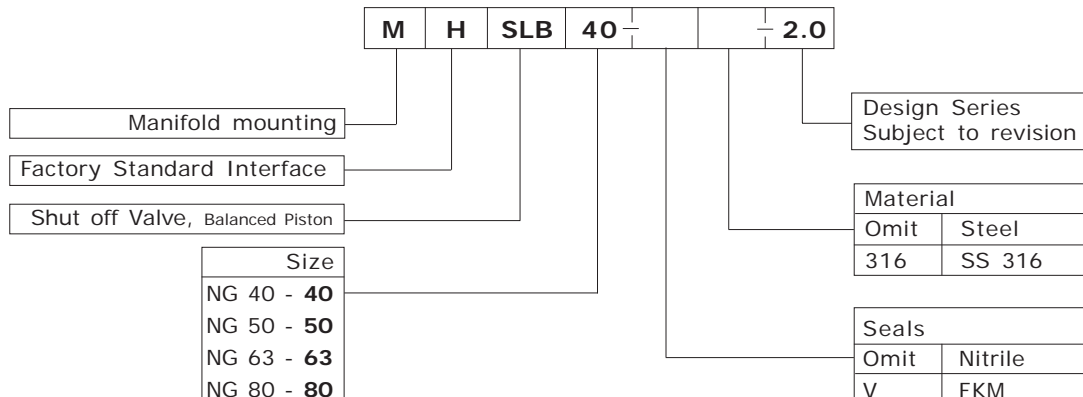 M H SLB 40 - - 2.0
Manifold mounting
Factory Standard Interface
Shut off Valve, Balanced Piston
Size
NG 40 - 40
NG 50 - 50
NG 63 - 63
NG 80 - 80
Design Series
Subject to revision
Material
Omit Steel
316 SS 316
Seals
Omit Nitrile
V FKM